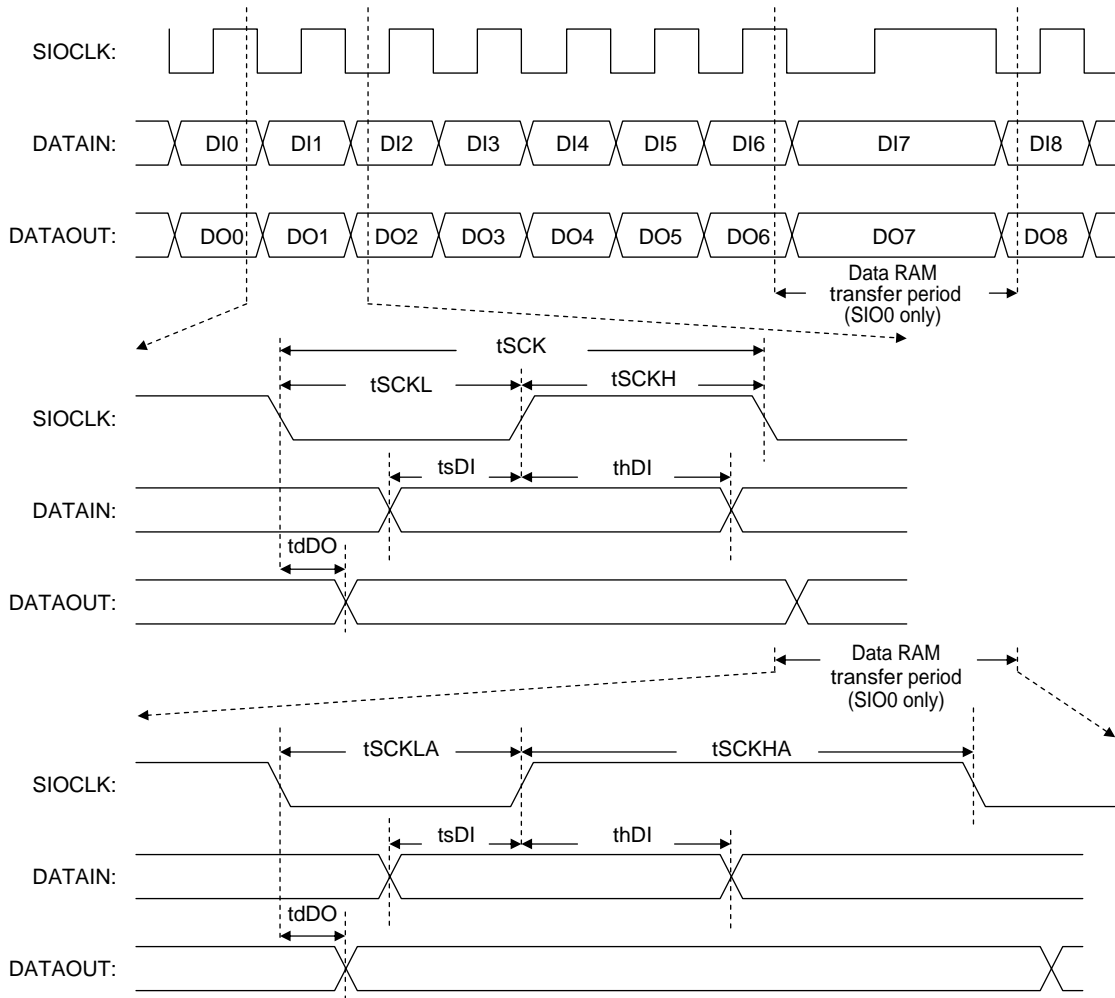 SIOCLK:
DATAIN: DI0 DI1 DI2 DI3 DI4 DI5 DI6 DI7 DI8
DATAOUT: DO0 DO1 DO2 DO3 DO4 DO5 DO6 DO7 DO8
Data RAM
transfer period
(SIO0 only)
tSCK
tSCKL tSCKH
SIOCLK:
tsDI thDI
DATAIN:
tdDO
DATAOUT:
Data RAM
transfer period
(SIO0 only)
tSCKLA tSCKHA
SIOCLK:
tsDI thDI
DATAIN:
tdDO
DATAOUT: